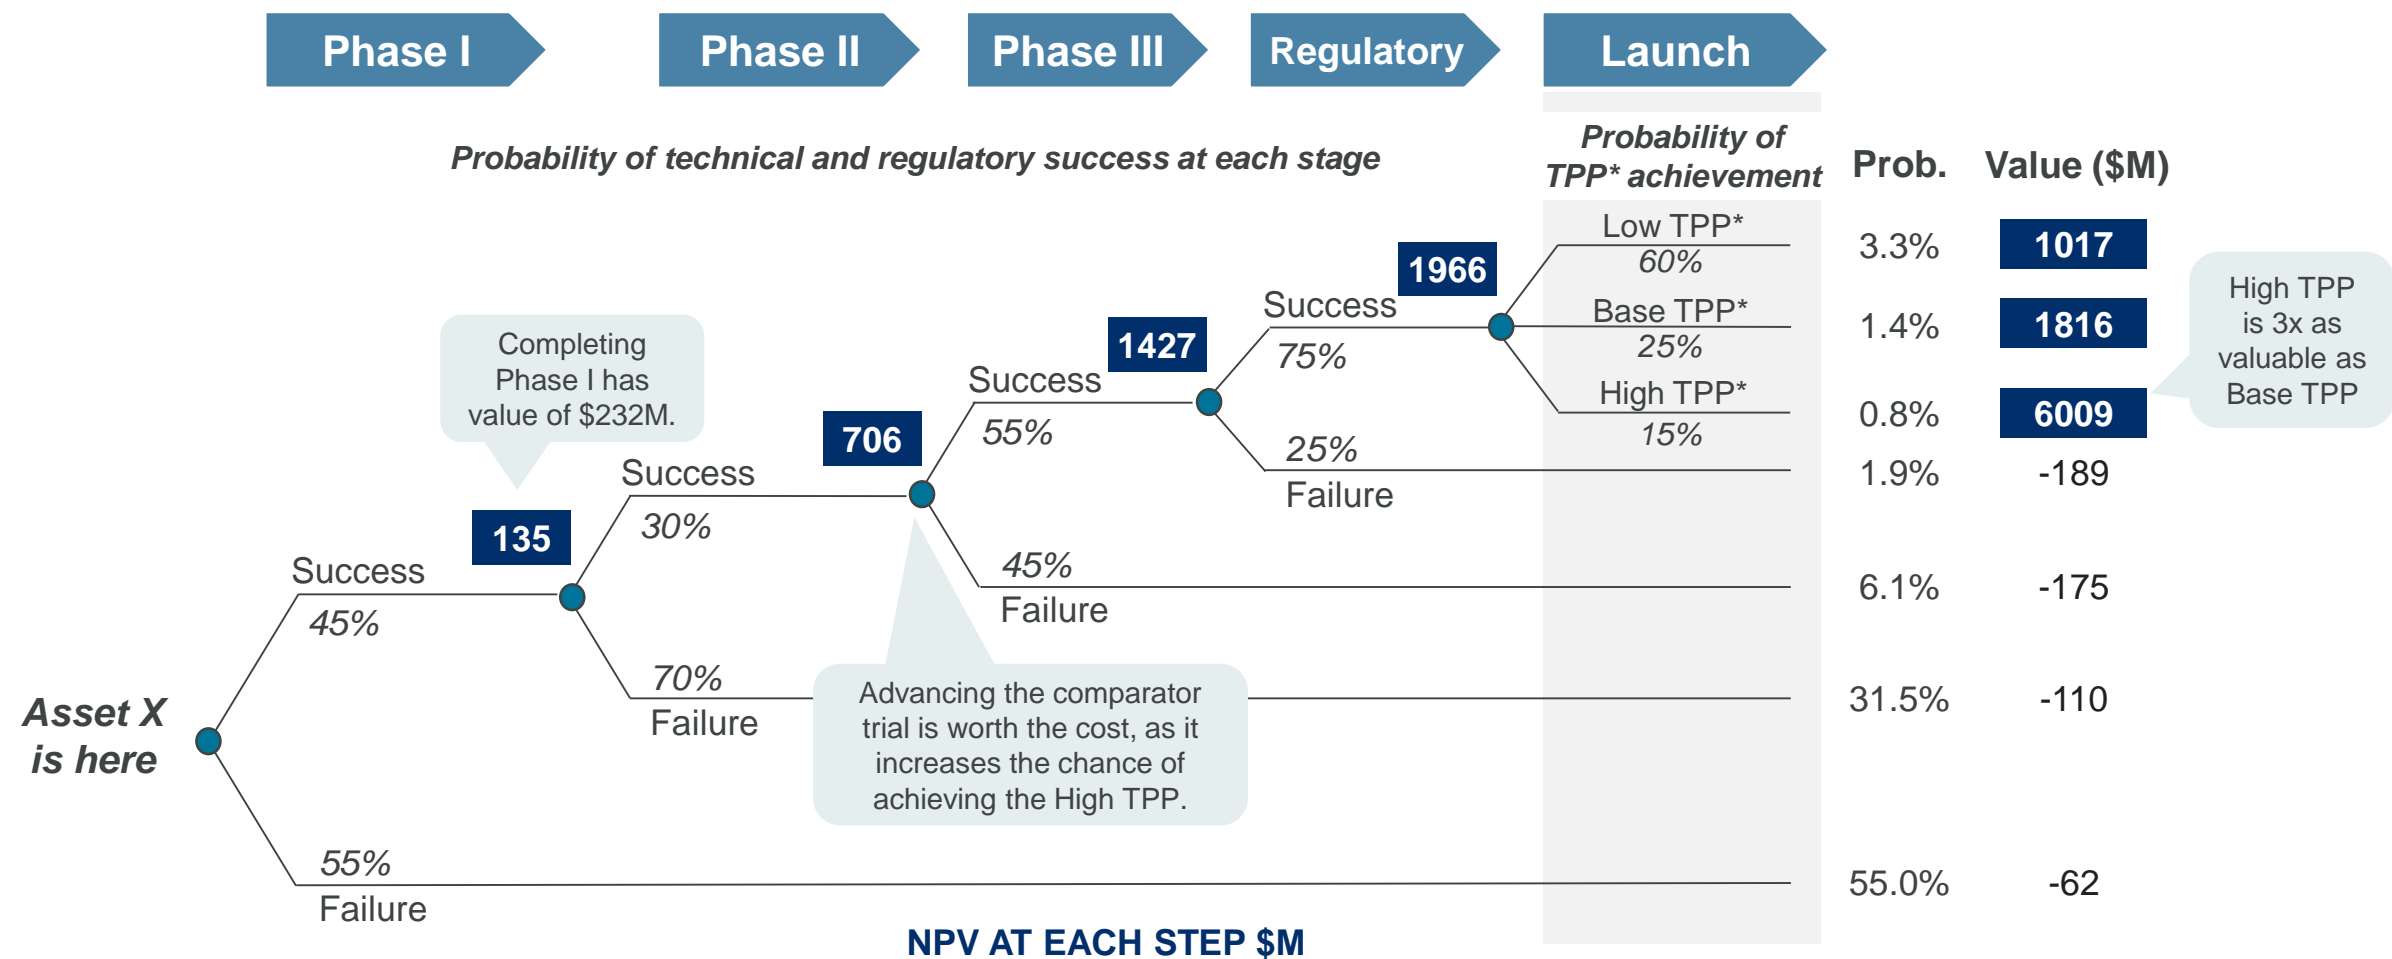 Phase I
Phase II
Phase III
Regulatory
Launch
Probability of technical and regulatory success at each stage
Probability of
TPP* achievement
Prob.
Value ($M)
Low TPP*
60%
3.3%
1017
1966
Success
75%
Base TPP*
25%
1.4%
1816
High TPP
is 3x as
valuable as
Base TPP
High TPP*
15%
0.8%
6009
1427
Success
55%
25%
Failure
1.9%
-189
Completing
Phase I has
value of $232M.
706
Success
30%
45%
Failure
6.1%
-175
135
Success
45%
70%
Failure
31.5%
-110
Advancing the comparator
trial is worth the cost, as it
increases the chance of
achieving the High TPP.
Asset X
is here
55%
Failure
55.0%
-62
NPV AT EACH STEP $M